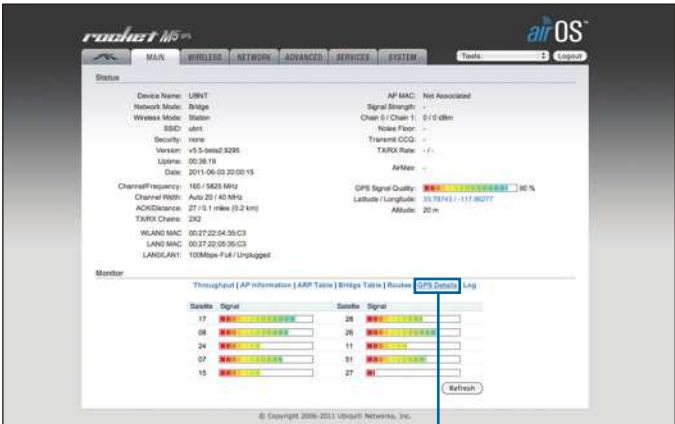 rocket M5 GPS
airOS™
MAIN WIRELESS NETWORK ADVANCED SERVICES SYSTEM Tools: Logout
Status
Device Name: UBNT
Network Mode: Bridge
Wireless Mode: Station
SSID: ubnt
Security: none
Version: v5.5-beta2.9295
Uptime: 00:38:19
Date: 2011-06-03 22:00:15
Channel/Frequency: 165 / 5825 MHz
Channel Width: Auto 20 / 40 MHz
ACK/Distance: 27 / 0.1 miles (0.2 km)
TX/RX Chains: 2X2
WLAN0 MAC 00:27:22:04:35:C3
LAN0 MAC 00:27:22:05:35:C3
LAN0/LAN1: 100Mbps-Full / Unplugged
AP MAC: Not Associated
Signal Strength: -
Chain 0 / Chain 1: 0 / 0 dBm
Noise Floor: -
Transmit CCQ: -
TX/RX Rate: - / -
AirMax: -
GPS Signal Quality: 90 %
Latitude / Longitude: 33.78743 / -117.86277
Altitude: 20 m
Monitor
Throughput | AP Information | ARP Table | Bridge Table | Routes | GPS Details | Log
Satellite Signal Satellite Signal
17 28
08 26
24 11
07 51
15 27
Refresh
© Copyright 2006-2011 Ubiquiti Networks, Inc.